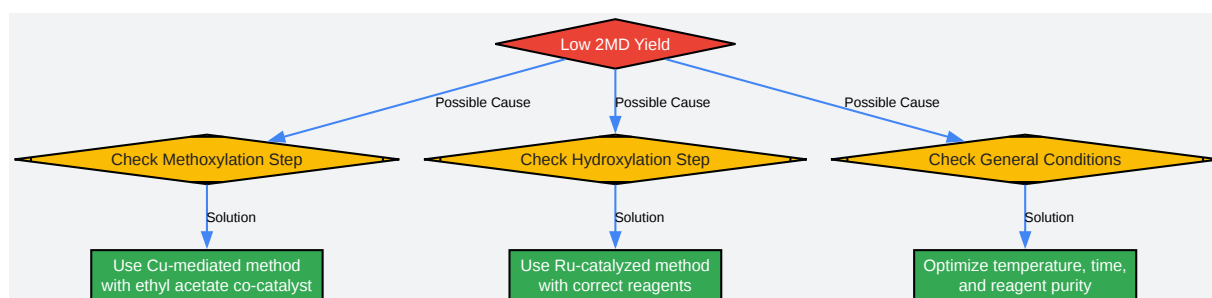 Low 2MD Yield
Possible Cause
Possible Cause
Possible Cause
Check Methoxylation Step
Check Hydroxylation Step
Check General Conditions
Solution
Solution
Solution
Use Cu-mediated method
with ethyl acetate co-catalyst
Use Ru-catalyzed method
with correct reagents
Optimize temperature, time,
and reagent purity